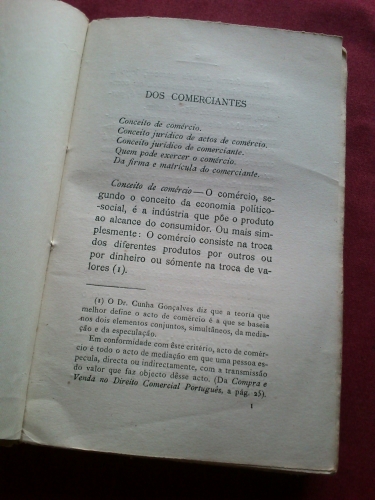 DOS COMERCIANTES
Conceito de comércio.
Conceito jurídico de actos de comércio.
Conceito jurídico do comerciante.
Quem pode exercer o comércio.
Da firma e matrícula do comerciante.
Conceito de comércio — O comércio, se-
gundo o conceito da economia político-
-social, é a indústria que põe o produto
ao alcance do consumidor. Ou mais sim-
plesmente: O comércio consiste na troca
dos diferentes produtos por outros ou
por dinheiro ou sómente na troca de va-
lores (1).
(1) O Dr. Cunha Gonçalves diz que a teoria que
melhor define o acto de comércio é a que se baseia
nos dois elementos conjuntos, simultâneos, da media-
ção e da especulação.
Em conformidade com êste critério, acto de comér-
cio é todo o acto de mediação em que uma pessoa es-
pecula, directa ou indirectamente, com a transmissão
do valor que faz objecto dêsse acto. (Da Compra e
Venda no Direito Comercial Português, a pág. 25).
1